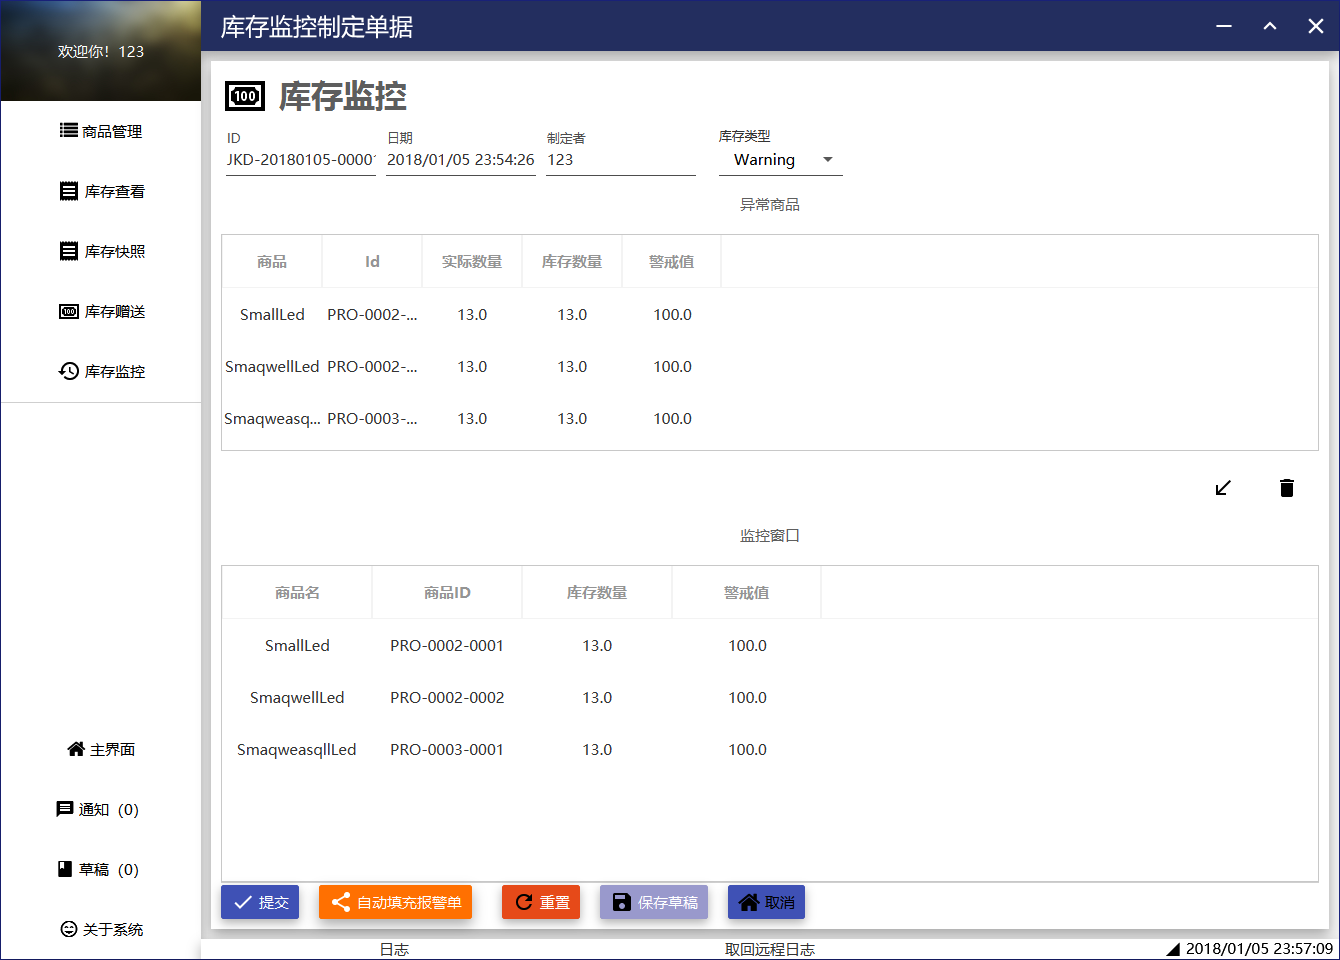 欢迎你！123
商品管理
库存查看
库存快照
100 库存赠送
库存监控
主界面
通知（0）
草稿（0）
关于系统
库存监控制定单据
100 库存监控
ID 日期 制定者 库存类型
JKD-20180105-0000 2018/01/05 23:54:26 123 Warning
异常商品
商品 Id 实际数量 库存数量 警戒值
SmallLed PRO-0002-... 13.0 13.0 100.0
SmaqwellLed PRO-0002-... 13.0 13.0 100.0
Smaqweasq... PRO-0003-... 13.0 13.0 100.0
监控窗口
商品名 商品ID 库存数量 警戒值
SmallLed PRO-0002-0001 13.0 100.0
SmaqwellLed PRO-0002-0002 13.0 100.0
SmaqweasqllLed PRO-0003-0001 13.0 100.0
提交 自动填充报警单 重置 保存草稿 取消
日志 取回远程日志 2018/01/05 23:57:09